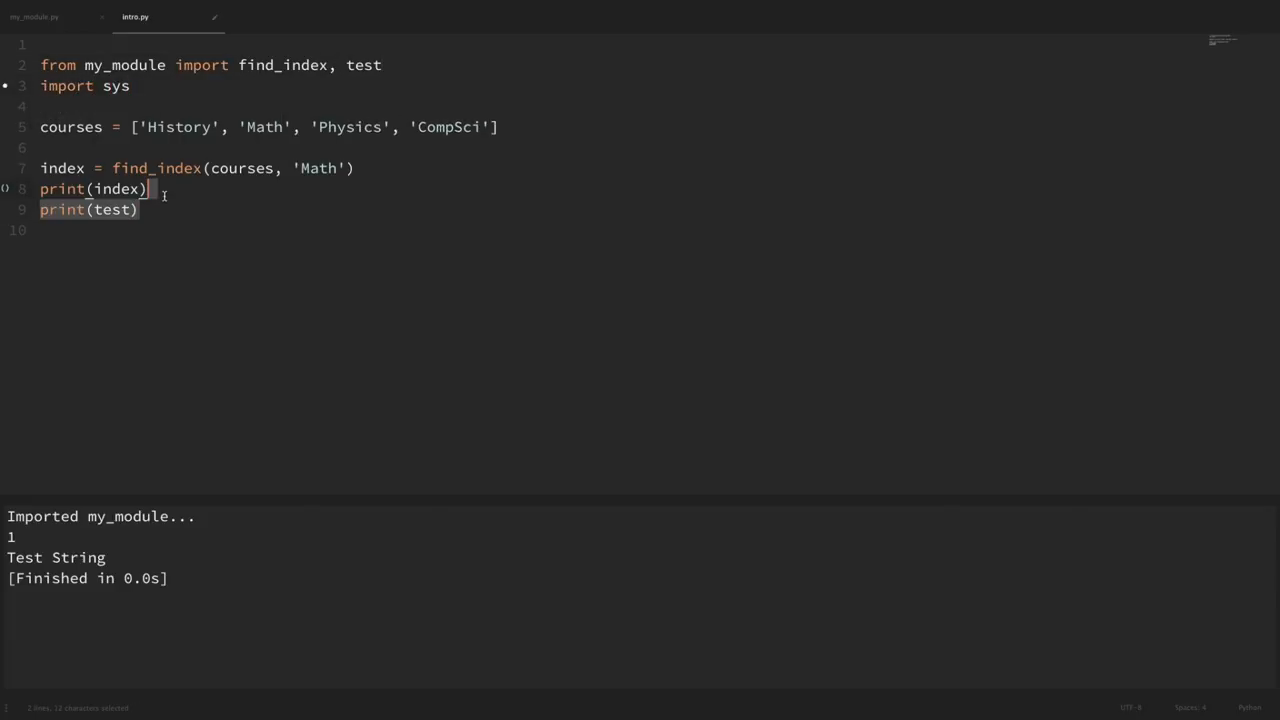 my_module.py × intro.py
1
2 from my_module import find_index, test
3 import sys
4
5 courses = ['History', 'Math', 'Physics', 'CompSci']
6
7 index = find_index(courses, 'Math')
() 8 print(index)
9 print(test)
10
Imported my_module...
1
Test String
[Finished in 0.0s]
2 lines, 12 characters selected UTF-8 Spaces: 4 Python